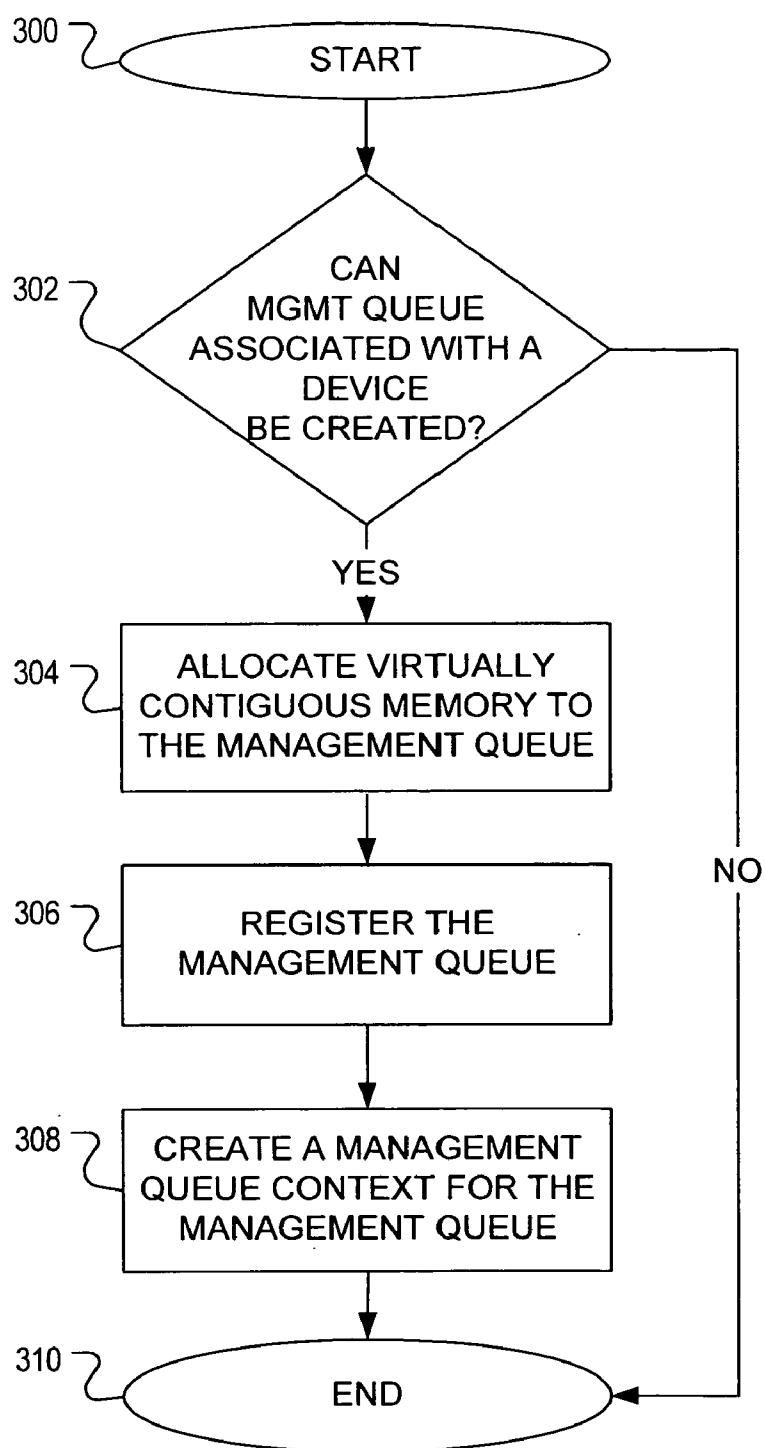 300
START
302
CAN
MGMT QUEUE
ASSOCIATED WITH A
DEVICE
BE CREATED?
YES
NO
304
ALLOCATE VIRTUALLY
CONTIGUOUS MEMORY TO
THE MANAGEMENT QUEUE
306
REGISTER THE
MANAGEMENT QUEUE
308
CREATE A MANAGEMENT
QUEUE CONTEXT FOR THE
MANAGEMENT QUEUE
310
END